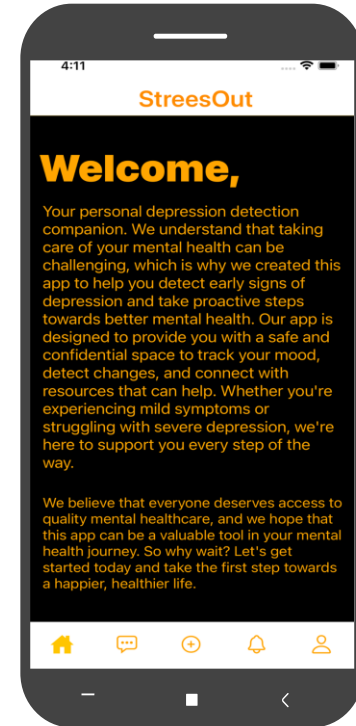 4:11
StreesOut
Welcome,
Your personal depression detection
companion. We understand that taking
care of your mental health can be
challenging, which is why we created this
app to help you detect early signs of
depression and take proactive steps
towards better mental health. Our app is
designed to provide you with a safe and
confidential space to track your mood,
detect changes, and connect with
resources that can help. Whether you're
experiencing mild symptoms or
struggling with severe depression, we're
here to support you every step of the
way.
We believe that everyone deserves access to
quality mental healthcare, and we hope that
this app can be a valuable tool in your mental
health journey. So why wait? Let's get
started today and take the first step towards
a happier, healthier life.